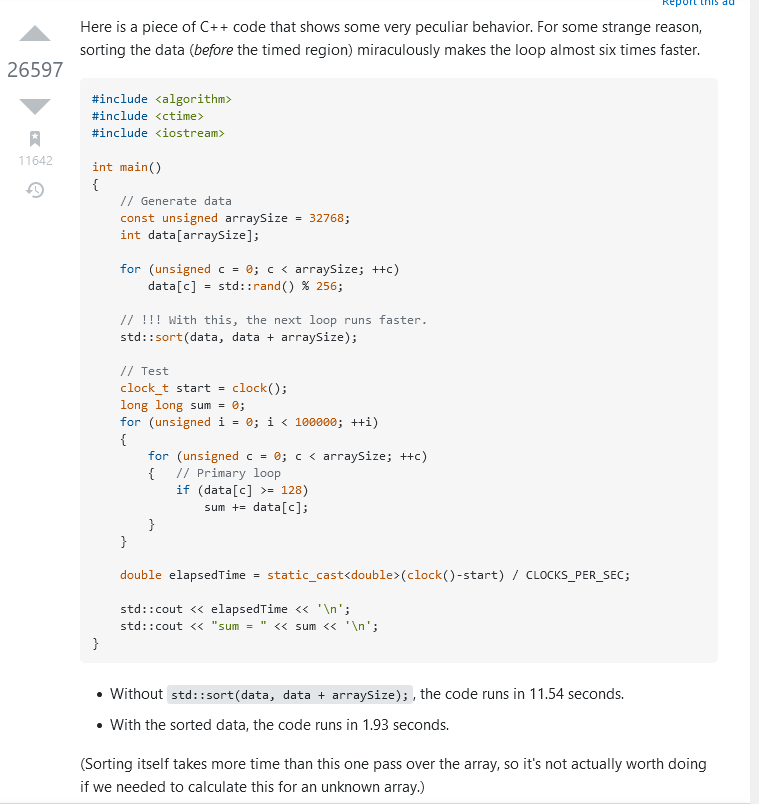 Report this ad
Here is a piece of C++ code that shows some very peculiar behavior. For some strange reason,
sorting the data (before the timed region) miraculously makes the loop almost six times faster.
26597
11642
#include <algorithm>
#include <ctime>
#include <iostream>

int main()
{
    // Generate data
    const unsigned arraySize = 32768;
    int data[arraySize];

    for (unsigned c = 0; c < arraySize; ++c)
        data[c] = std::rand() % 256;

    // !!! With this, the next loop runs faster.
    std::sort(data, data + arraySize);

    // Test
    clock_t start = clock();
    long long sum = 0;
    for (unsigned i = 0; i < 100000; ++i)
    {
        for (unsigned c = 0; c < arraySize; ++c)
        {   // Primary loop
            if (data[c] >= 128)
                sum += data[c];
        }
    }

    double elapsedTime = static_cast<double>(clock()-start) / CLOCKS_PER_SEC;

    std::cout << elapsedTime << '\n';
    std::cout << "sum = " << sum << '\n';
}
• Without std::sort(data, data + arraySize);, the code runs in 11.54 seconds.
• With the sorted data, the code runs in 1.93 seconds.
(Sorting itself takes more time than this one pass over the array, so it's not actually worth doing
if we needed to calculate this for an unknown array.)